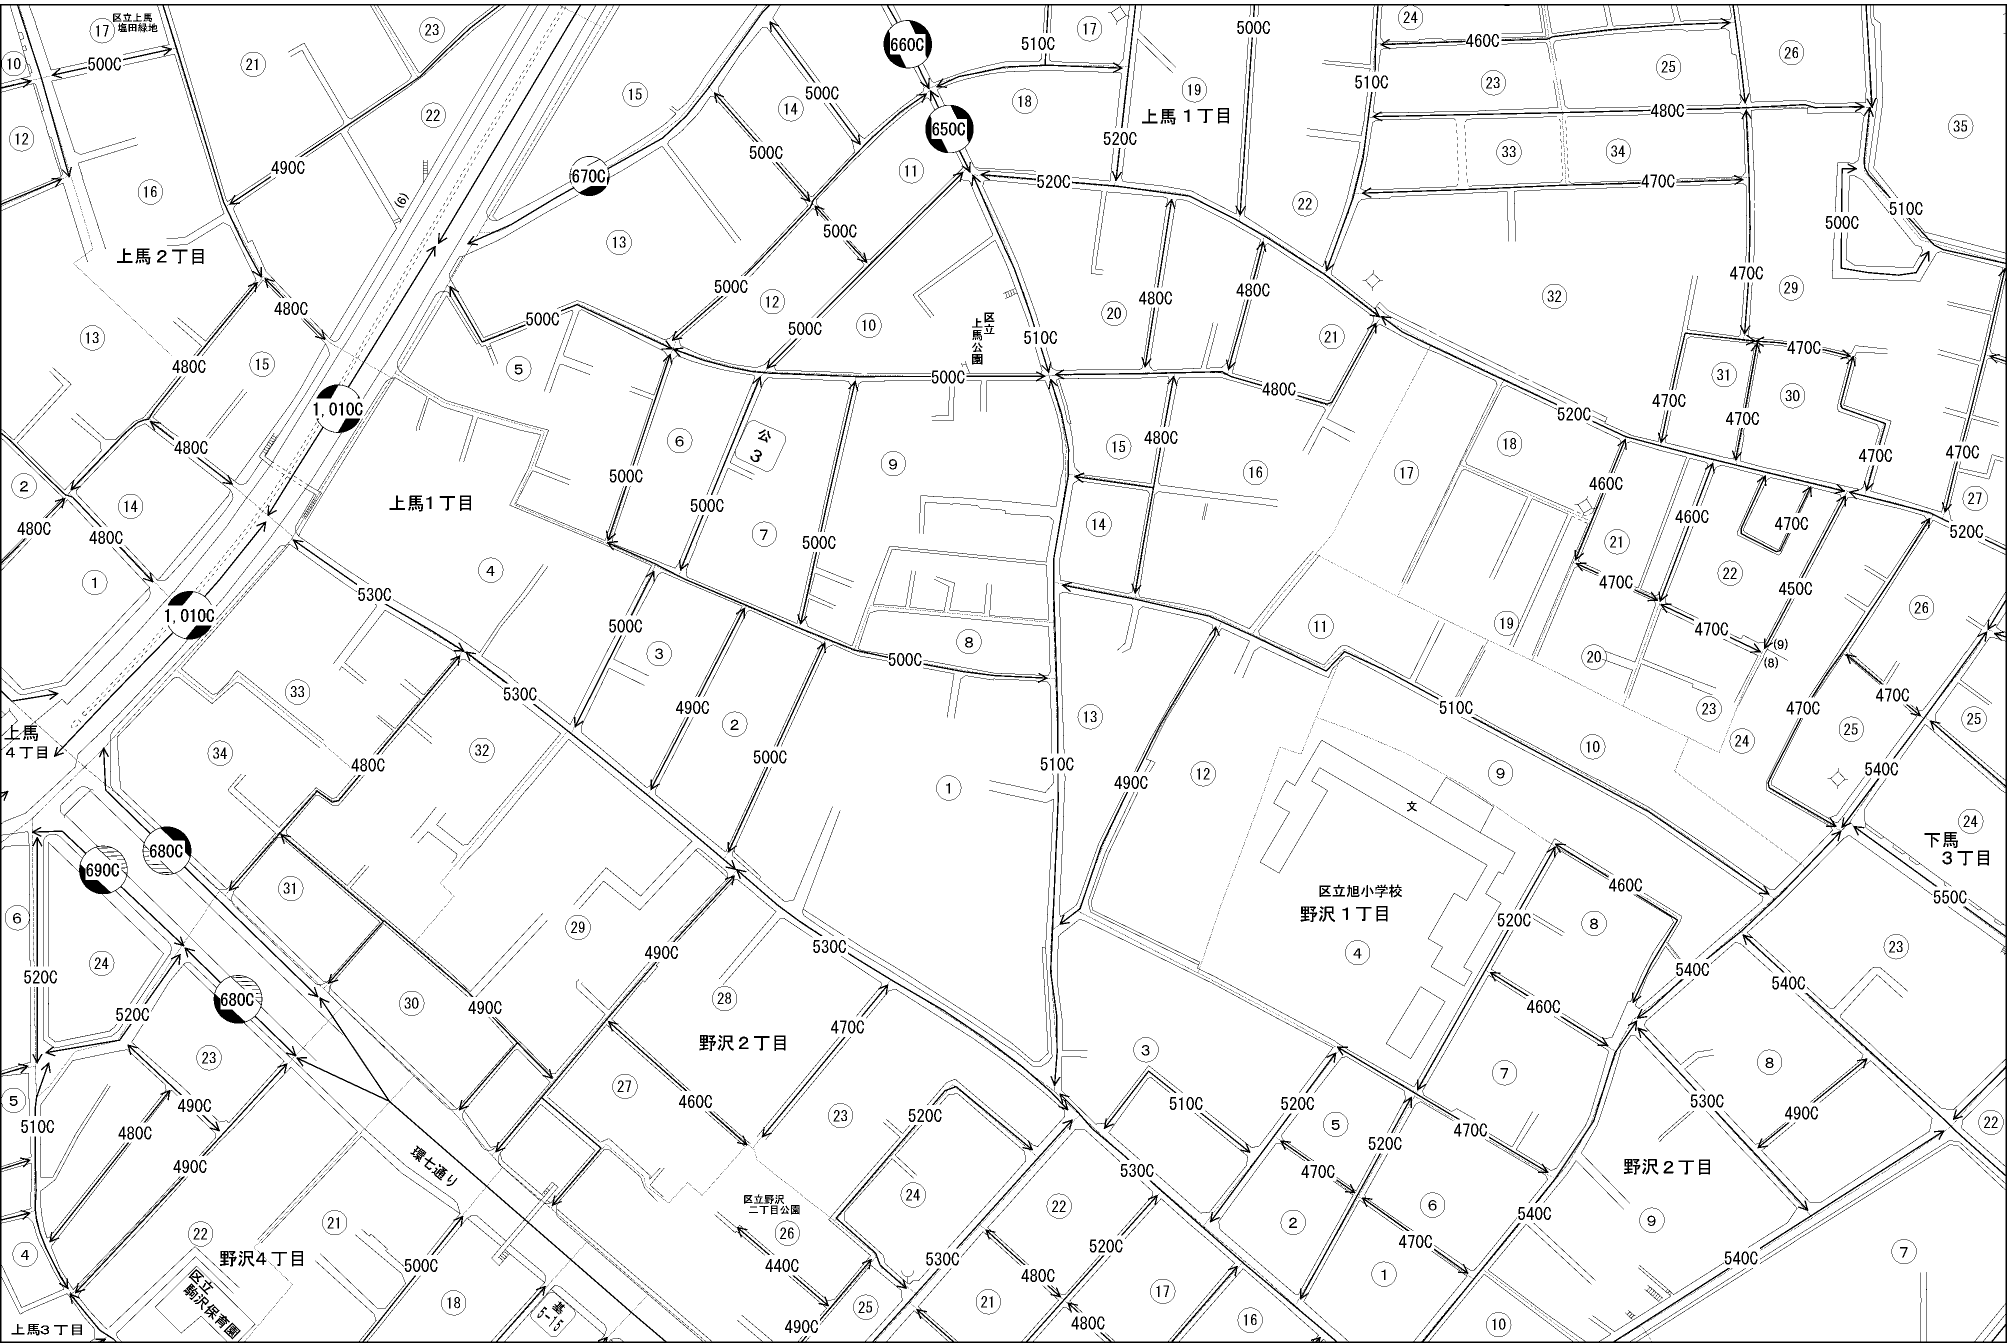 17
区立上馬
塩田緑地
10
500C
21
23
22
12
16
490C
(6)
上馬２丁目
480C
13
480C
15
480C
2
14
480C
480C
1
15
500C
14
660C
510C
17
18
650C
500C
670C
11
500C
13
500C
12
500C
10
区立
上馬公園
500C
5
500C
510C
520C
19
上馬１丁目
520C
500C
22
20
480C
480C
21
480C
24
460C
510C
23
25
26
480C
33
34
35
470C
32
470C
500C
510C
29
470C
31
30
470C
470C
470C
470C
27
520C
520C
1,010C
1,010C
上馬1丁目
6
公
3
500C
500C
7
500C
9
15
480C
16
14
17
18
460C
460C
470C
21
22
450C
470C
470C
19
20
(9)
(8)
26
470C
470C
25
25
23
24
4
530C
3
500C
8
500C
490C
2
500C
1
33
530C
32
34
480C
上馬
４丁目
13
510C
490C
12
11
510C
10
9
文
区立旭小学校
野沢１丁目
4
540C
24
下馬
３丁目
550C
460C
520C
8
23
540C
540C
460C
680C
690C
680C
6
24
520C
520C
31
30
29
490C
490C
530C
28
野沢２丁目
470C
27
460C
23
23
5
510C
490C
480C
490C
環七通り
520C
24
3
510C
520C
5
470C
7
530C
8
490C
22
野沢２丁目
520C
470C
6
470C
540C
9
530C
区立野沢
二丁目公園
26
440C
25
490C
530C
22
520C
480C
21
480C
17
16
2
1
540C
7
10
4
22
野沢４丁目
21
区立
駒沢保育園
500C
18
基
5-15
上馬３丁目